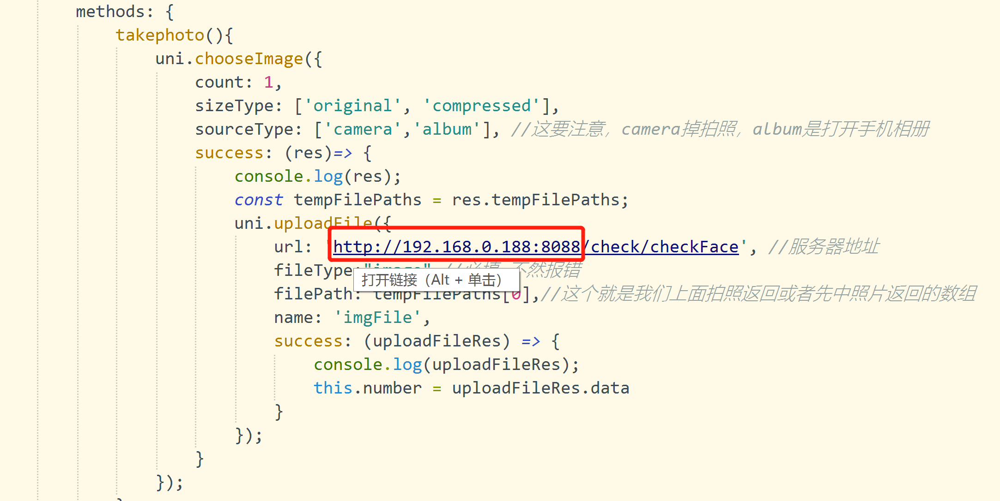 methods: {
takephoto(){
uni.chooseImage({
count: 1,
sizeType: ['original', 'compressed'],
sourceType: ['camera','album'], //这要注意，camera掉拍照，album是打开手机相册
success: (res)=> {
console.log(res);
const tempFilePaths = res.tempFilePaths;
uni.uploadFile({
url: 'http://192.168.0.188:8088/check/checkFace', //服务器地址
fileType:"image" //必填 不然报错
打开链接（Alt + 单击）
filePath: tempFilePaths[0],//这个就是我们上面拍照返回或者先中照片返回的数组
name: 'imgFile',
success: (uploadFileRes) => {
console.log(uploadFileRes);
this.number = uploadFileRes.data
}
});
}
});